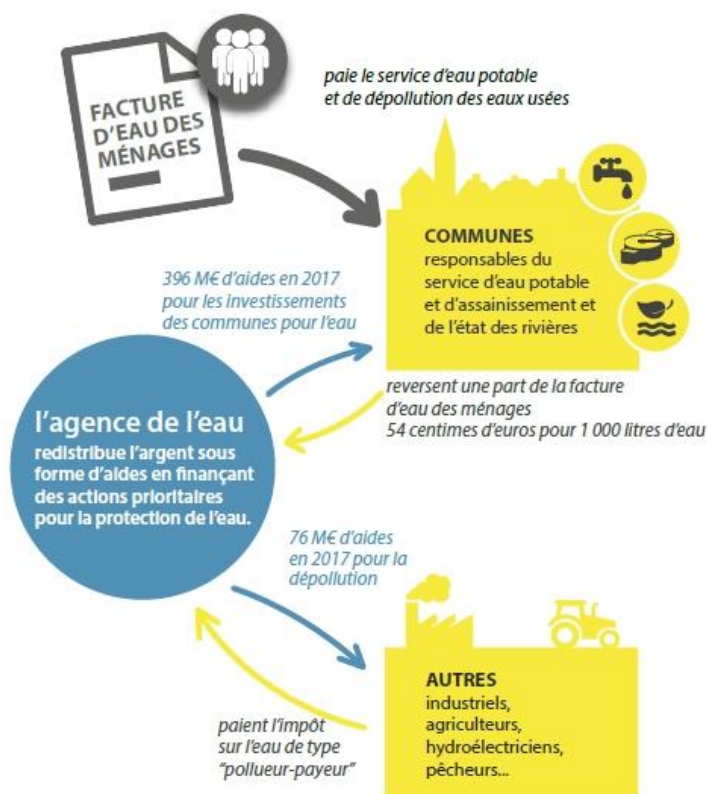 FACTURE
D'EAU DES
MÉNAGES
paie le service d'eau potable
et de dépollution des eaux usées
COMMUNES
responsables du
service d'eau potable
et d'assainissement et
de l'état des rivières
396 M€ d'aides en 2017
pour les investissements
des communes pour l'eau
reversent une part de la facture
d'eau des ménages
54 centimes d'euros pour 1 000 litres d'eau
l'agence de l'eau
redistribue l'argent sous
forme d'aides en finançant
des actions prioritaires
pour la protection de l'eau.
76 M€ d'aides
en 2017 pour la
dépollution
AUTRES
industriels,
agriculteurs,
hydroélectriciens,
pêcheurs...
paient l'impôt
sur l'eau de type
"pollueur-payeur"